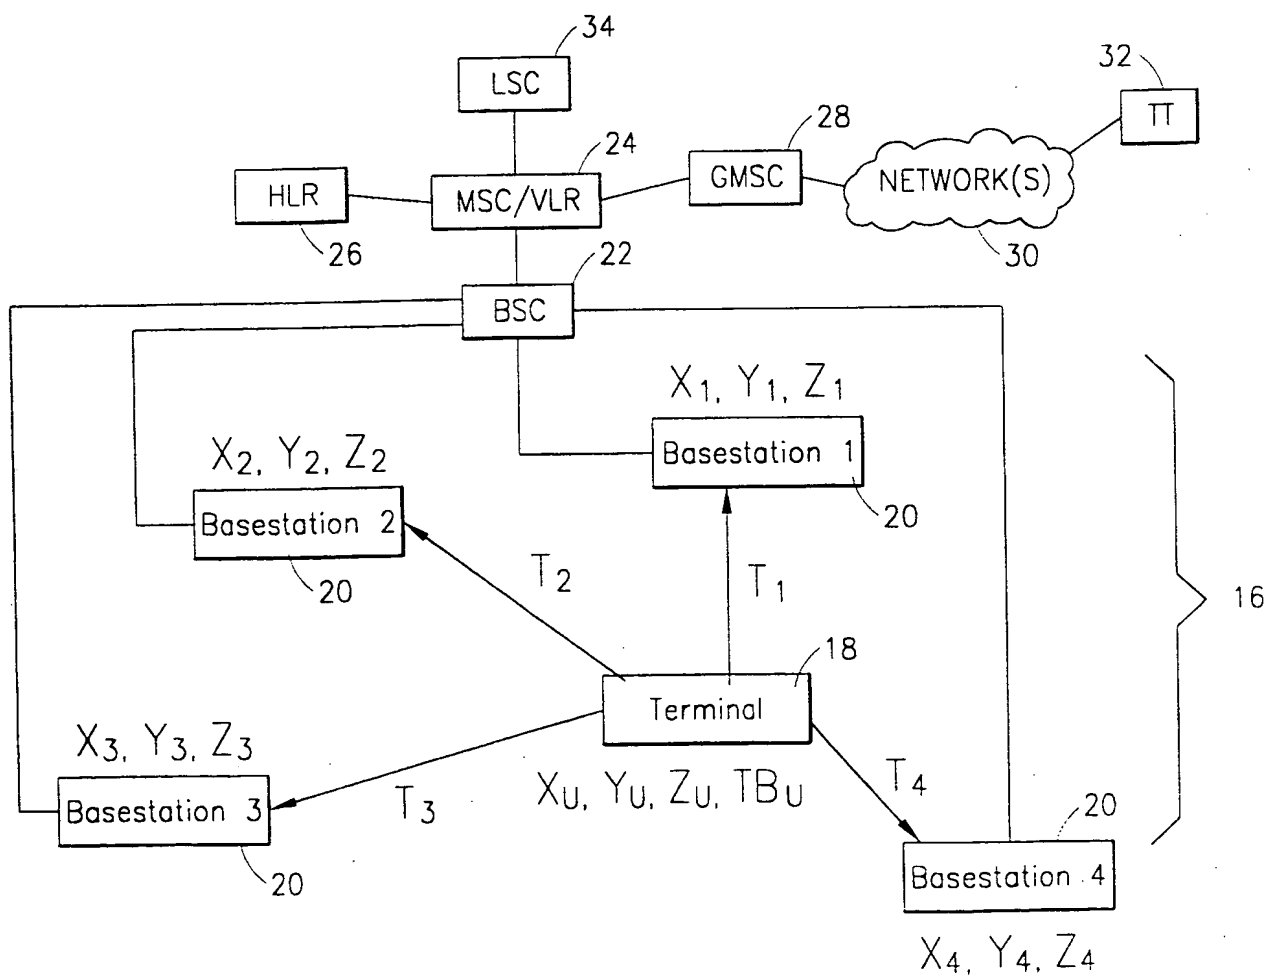 34
LSC
32
TT
28
24
GMSC
NETWORK(S)
HLR
MSC/VLR
26
30
22
BSC
X1, Y1, Z1
Basestation 1
20
X2, Y2, Z2
Basestation 2
20
T2
T1
16
18
Terminal
XU, YU, ZU, TBU
X3, Y3, Z3
Basestation 3
20
T3
T4
20
Basestation 4
X4, Y4, Z4